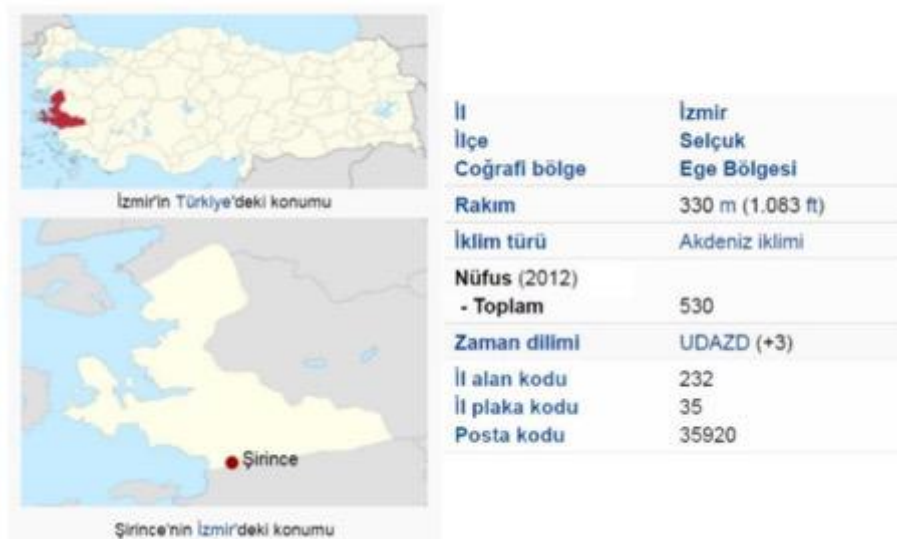 İzmir'in Türkiye'deki konumu
Şirince
Şirince'nin İzmir'deki konumu
İl İzmir
İlçe Selçuk
Coğrafi bölge Ege Bölgesi
Rakım 330 m (1.083 ft)
İklim türü Akdeniz iklimi
Nüfus (2012)
- Toplam 530
Zaman dilimi UDAZD (+3)
İl alan kodu 232
İl plaka kodu 35
Posta kodu 35920